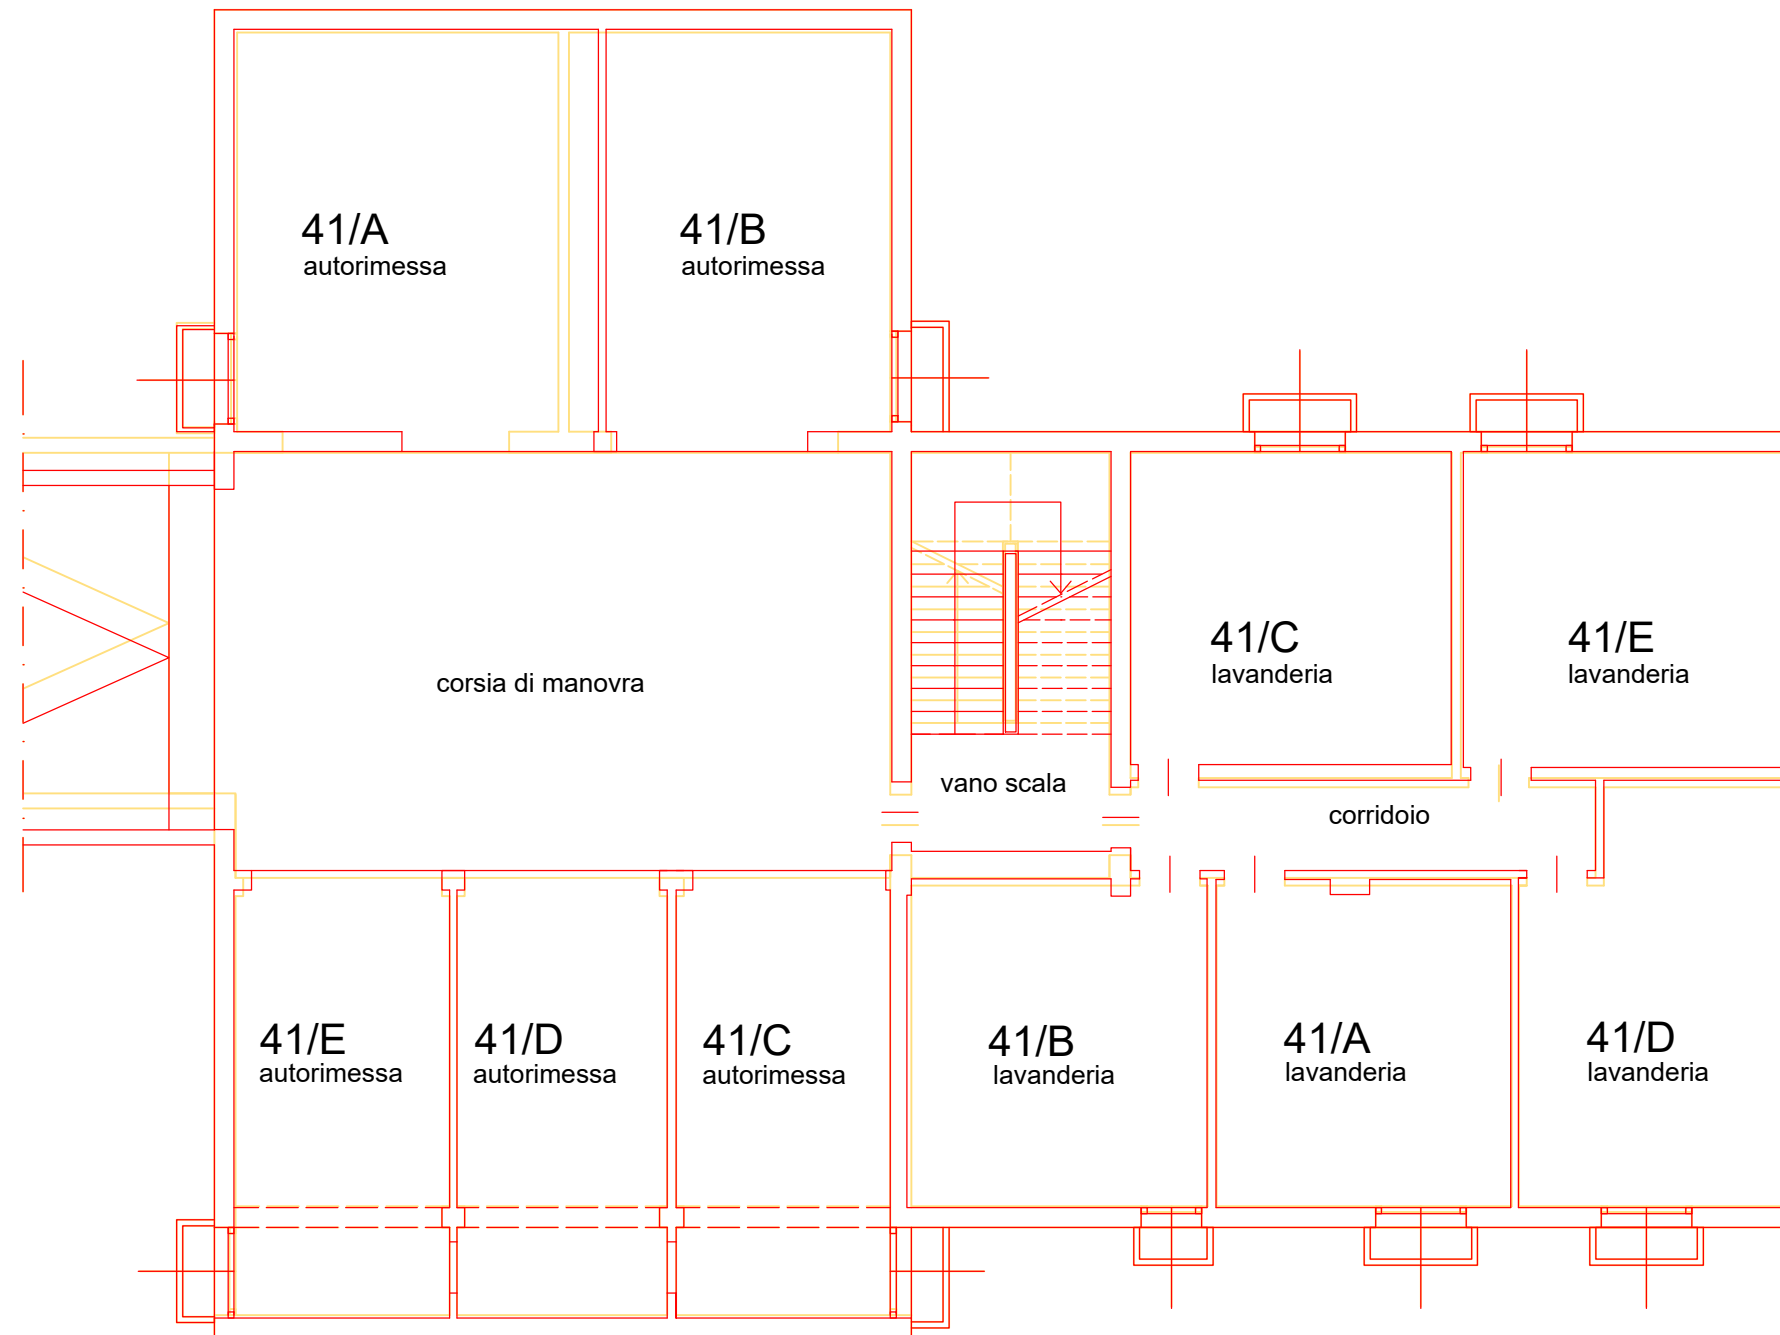 41/A
autorimessa
41/B
autorimessa
41/C
lavanderia
41/E
lavanderia
corsia di manovra
vano scala
corridoio
41/E
autorimessa
41/D
autorimessa
41/C
autorimessa
41/B
lavanderia
41/A
lavanderia
41/D
lavanderia